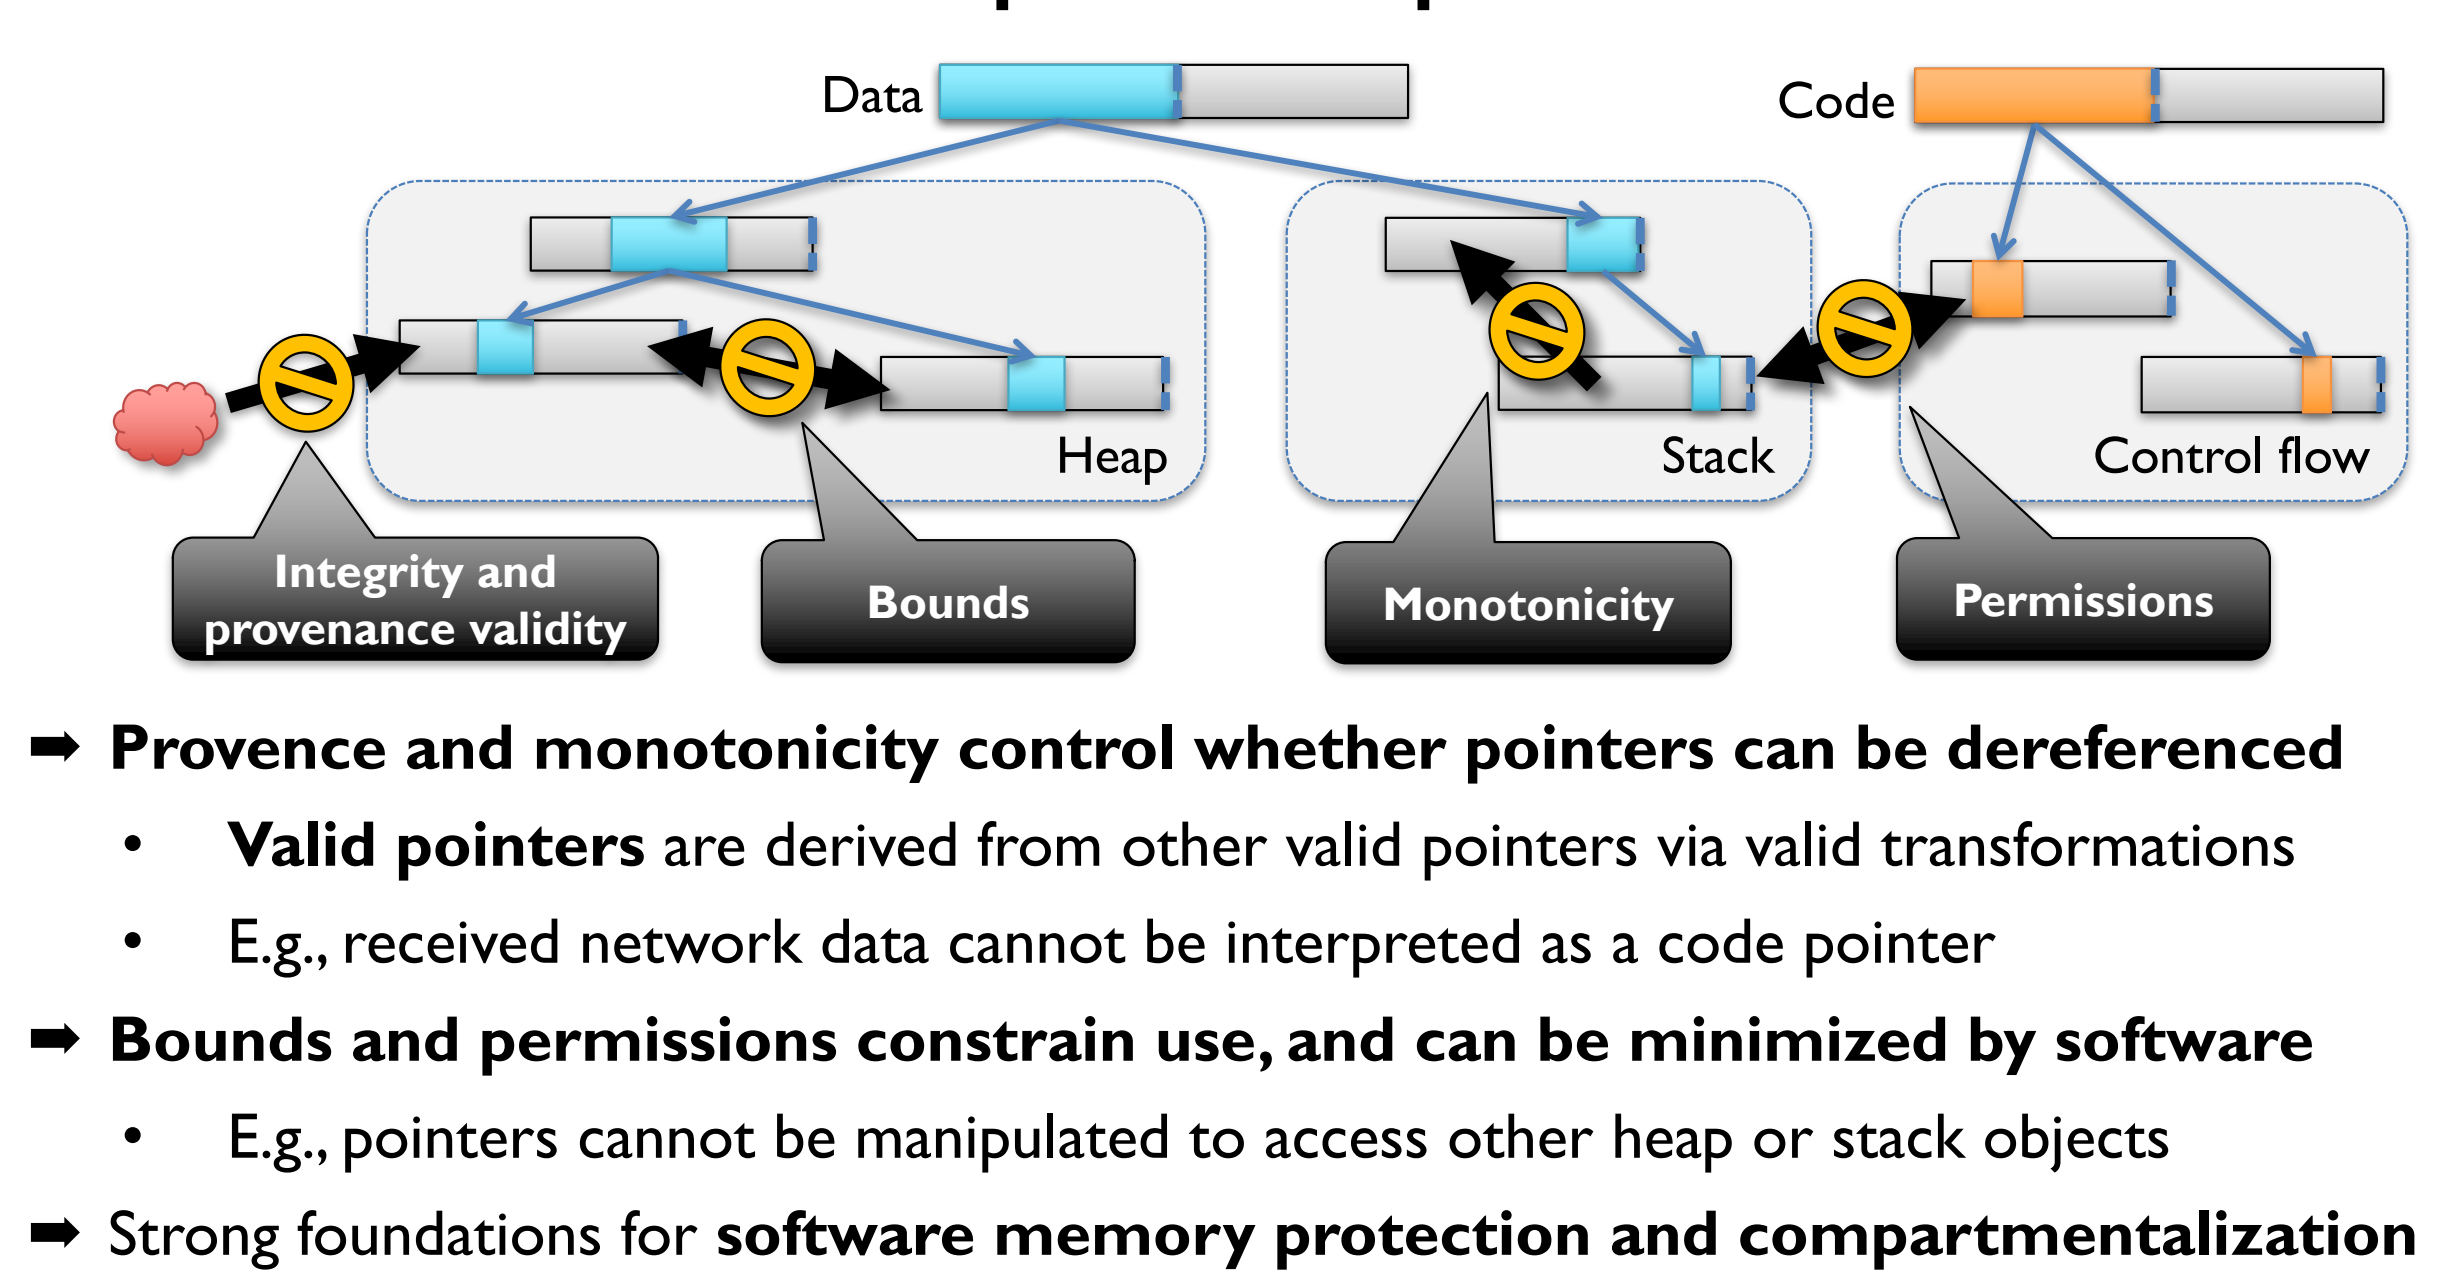 Data
Code
Heap
Stack
Control flow
Integrity and
provenance validity
Bounds
Monotonicity
Permissions
➡ Provence and monotonicity control whether pointers can be dereferenced
• Valid pointers are derived from other valid pointers via valid transformations
• E.g., received network data cannot be interpreted as a code pointer
➡ Bounds and permissions constrain use, and can be minimized by software
• E.g., pointers cannot be manipulated to access other heap or stack objects
➡ Strong foundations for software memory protection and compartmentalization